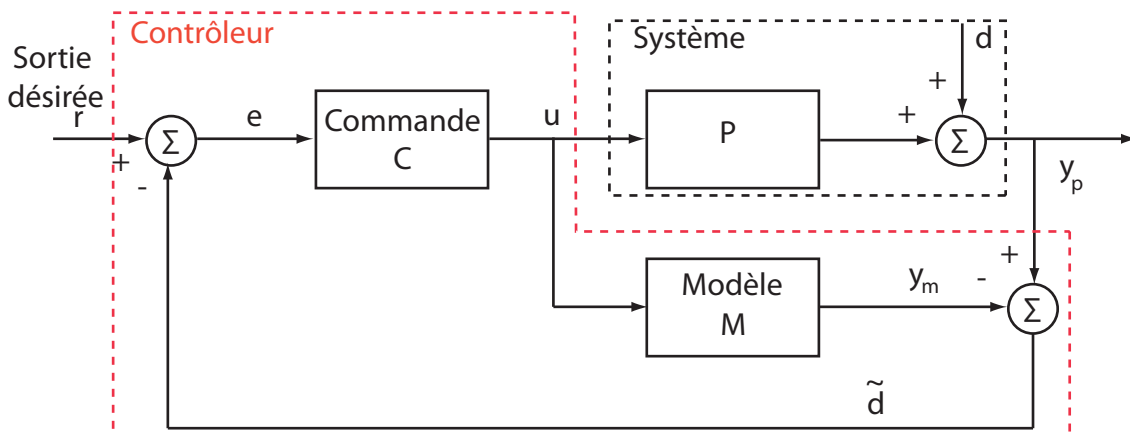 Contrôleur
Système
d
Sortie
désirée
r
+
-
Σ
e
Commande
C
u
P
+
+
Σ
y_p
Modèle
M
y_m
+
-
Σ
d̃